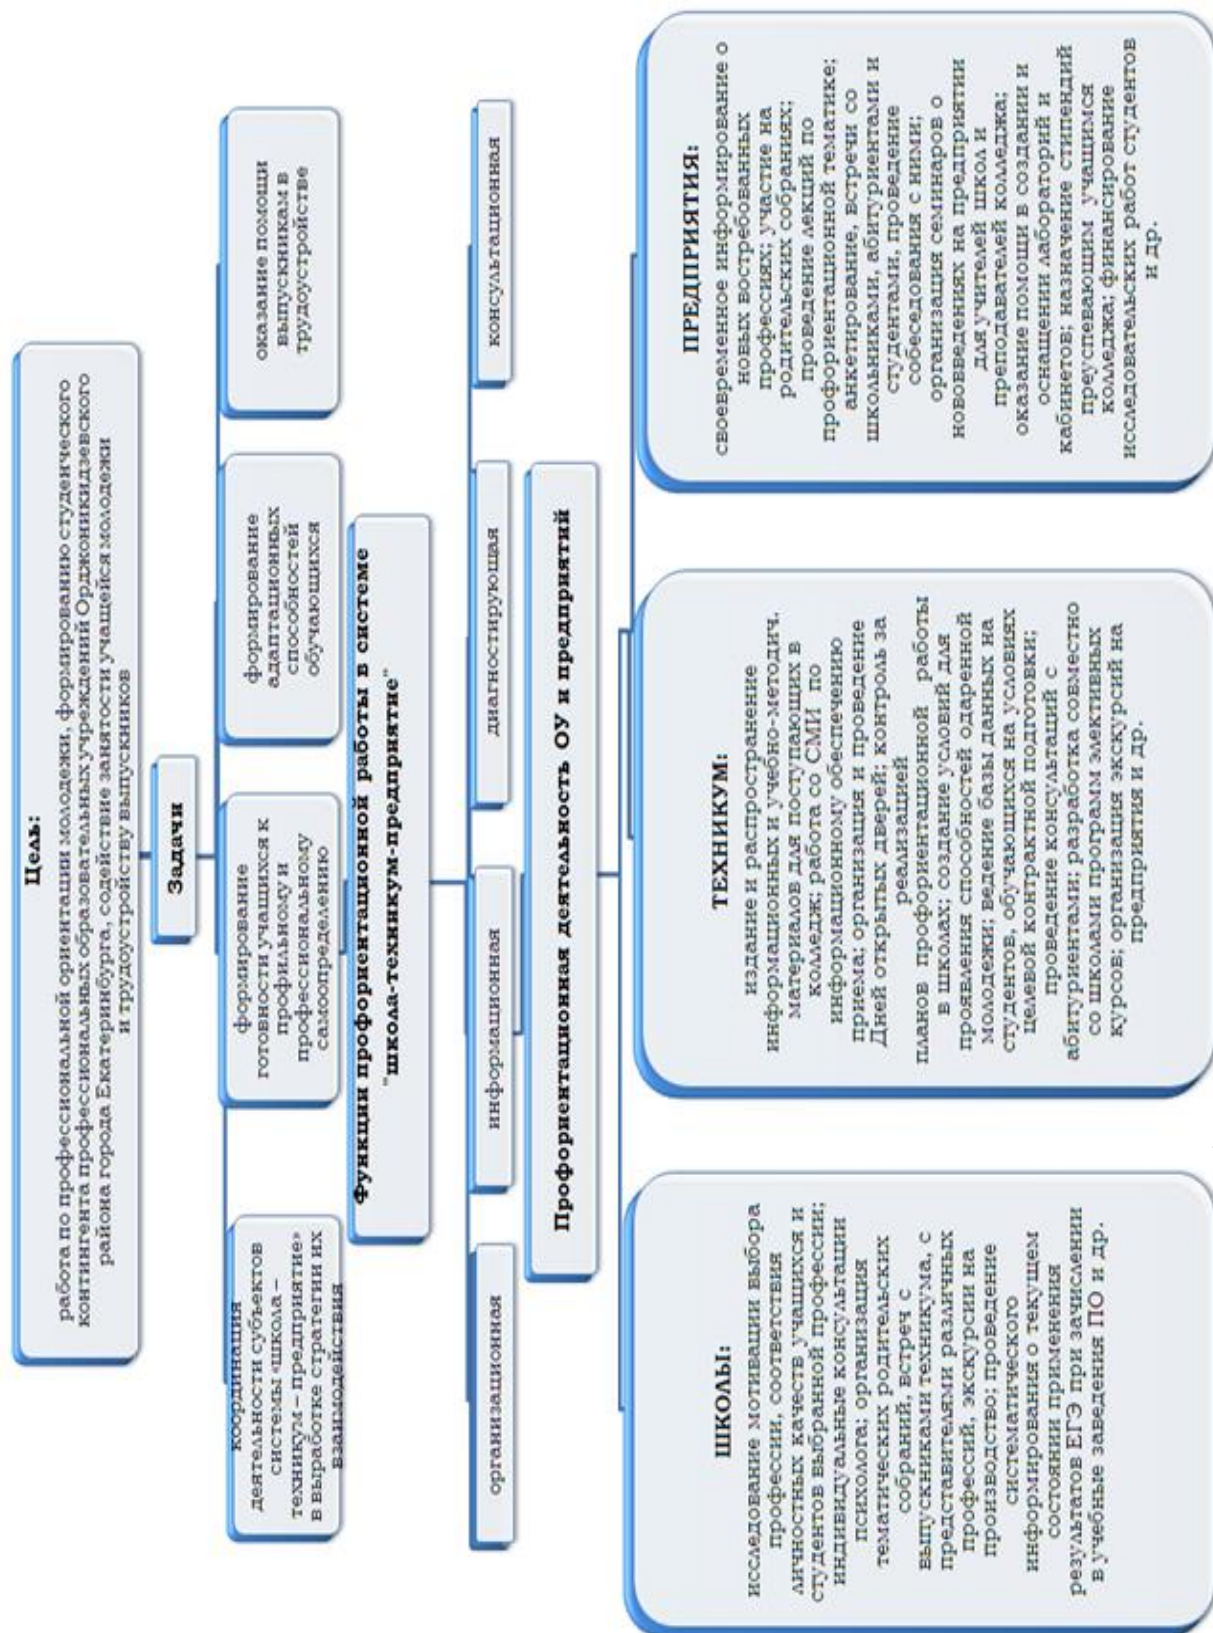 Цель:
работа по профессиональной ориентации молодежи, формированию студенческого
контингента профессиональных образовательных учреждений Орджоникидзевского
района города Екатеринбурга, содействие занятости учащейся молодежи
и трудоустройству выпускников
Задачи
координация
деятельности субъектов
системы «школа –
техникум – предприятие»
в выработке стратегии их
взаимодействия
формирование
готовности учащихся к
профильному и
профессиональному
самоопределению
формирование
адаптационных
способностей
обучающихся
оказание помощи
выпускникам в
трудоустройстве
Функции профориентационной работы в системе
"школа-техникум-предприятие"
организационная
информационная
диагностирующая
консультационная
Профориентационная деятельность ОУ и предприятий
ШКОЛЫ:
исследование мотивации выбора
профессии, соответствия
личностных качеств учащихся и
студентов выбранной профессии;
индивидуальные консультации
психолога; организация
тематических родительских
собраний, встреч с
выпускниками техникума, с
представителями различных
профессий, экскурсии на
производство; проведение
систематического
информирования о текущем
состоянии применения
результатов ЕГЭ при зачислении
в учебные заведения ПО и др.
ТЕХНИКУМ:
издание и распространение
информационных и учебно-методич.
материалов для поступающих в
колледж; работа со СМИ по
информационному обеспечению
приема; организация и проведение
Дней открытых дверей; контроль за
реализацией
планов профориентационной работы
в школах; создание условий для
проявления способностей одаренной
молодежи; ведение базы данных на
студентов, обучающихся на условиях
целевой контрактной подготовки;
проведение консультаций с
абитуриентами; разработка совместно
со школами программ элективных
курсов; организация экскурсий на
предприятия и др.
ПРЕДПРИЯТИЯ:
своевременное информирование о
новых востребованных
профессиях; участие на
родительских собраниях;
проведение лекций по
профориентационной тематике;
анкетирование, встречи со
школьниками, абитуриентами и
студентами, проведение
собеседования с ними;
организация семинаров о
нововведениях на предприятии
для учителей школ и
преподавателей колледжа;
оказание помощи в создании и
оснащении лабораторий и
кабинетов; назначение стипендий
преуспевающим учащимся
колледжа; финансирование
исследовательских работ студентов
и др.